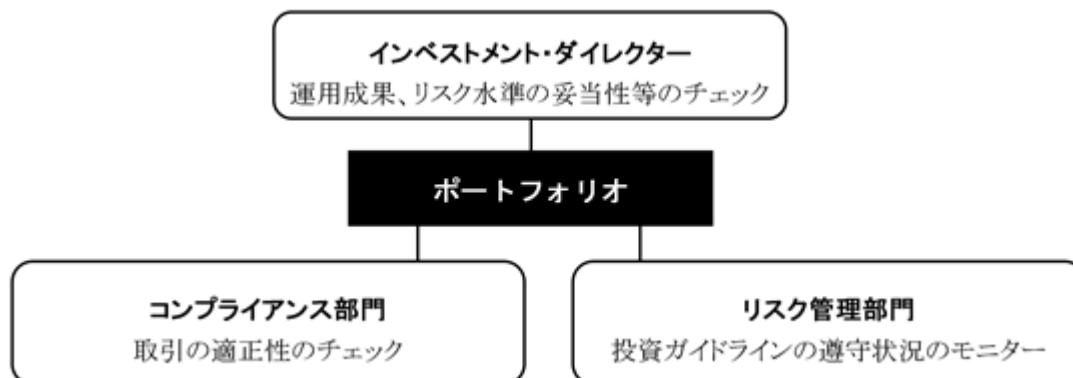 インベストメント・ダイレクター
運用成果、リスク水準の妥当性等のチェック
ポートフォリオ
コンプライアンス部門
取引の適正性のチェック
リスク管理部門
投資ガイドラインの遵守状況のモニター